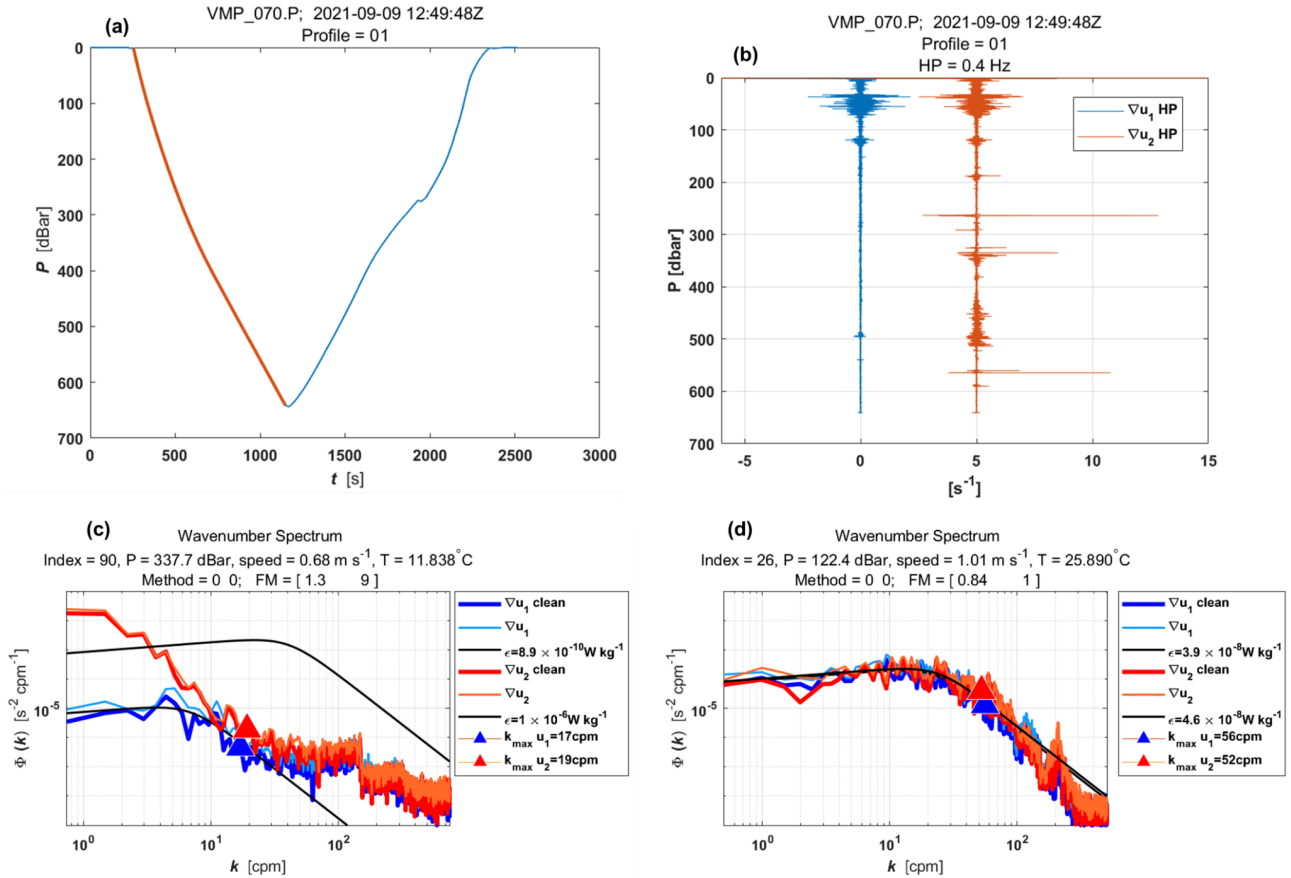 (a)
VMP_070.P; 2021-09-09 12:49:48Z
Profile = 01
0
100
200
300
400
500
600
700
P [dBar]
0 500 1000 1500 2000 2500 3000
t [s]
(b)
VMP_070.P; 2021-09-09 12:49:48Z
Profile = 01
HP = 0.4 Hz
∇u₁ HP
∇u₂ HP
0
100
200
300
400
500
600
700
P [dbar]
-5 0 5 10 15
[s⁻¹]
(c)
Wavenumber Spectrum
Index = 90, P = 337.7 dBar, speed = 0.68 m s⁻¹, T = 11.838°C
Method = 0 0; FM = [ 1.3 9 ]
∇u₁ clean
∇u₁
ϵ=8.9 × 10⁻¹⁰W kg⁻¹
∇u₂ clean
∇u₂
ϵ=1 × 10⁻⁶W kg⁻¹
kₘₐₓ u₁=17cpm
kₘₐₓ u₂=19cpm
10⁻⁵
Φ (k) [s⁻² cpm⁻¹]
10⁰ 10¹ 10²
k [cpm]
(d)
Wavenumber Spectrum
Index = 26, P = 122.4 dBar, speed = 1.01 m s⁻¹, T = 25.890°C
Method = 0 0; FM = [ 0.84 1 ]
∇u₁ clean
∇u₁
ϵ=3.9 × 10⁻⁸W kg⁻¹
∇u₂ clean
∇u₂
ϵ=4.6 × 10⁻⁸W kg⁻¹
kₘₐₓ u₁=56cpm
kₘₐₓ u₂=52cpm
10⁻⁵
Φ (k) [s⁻² cpm⁻¹]
10⁰ 10¹ 10²
k [cpm]